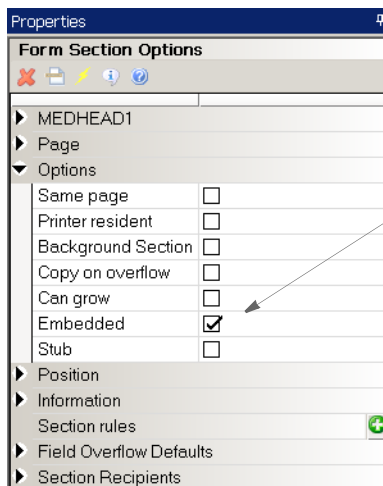 Properties
Form Section Options
MEDHEAD1
Page
Options
Same page
Printer resident
Background Section
Copy on overflow
Can grow
Embedded
Stub
Position
Information
Section rules
Field Overflow Defaults
Section Recipients